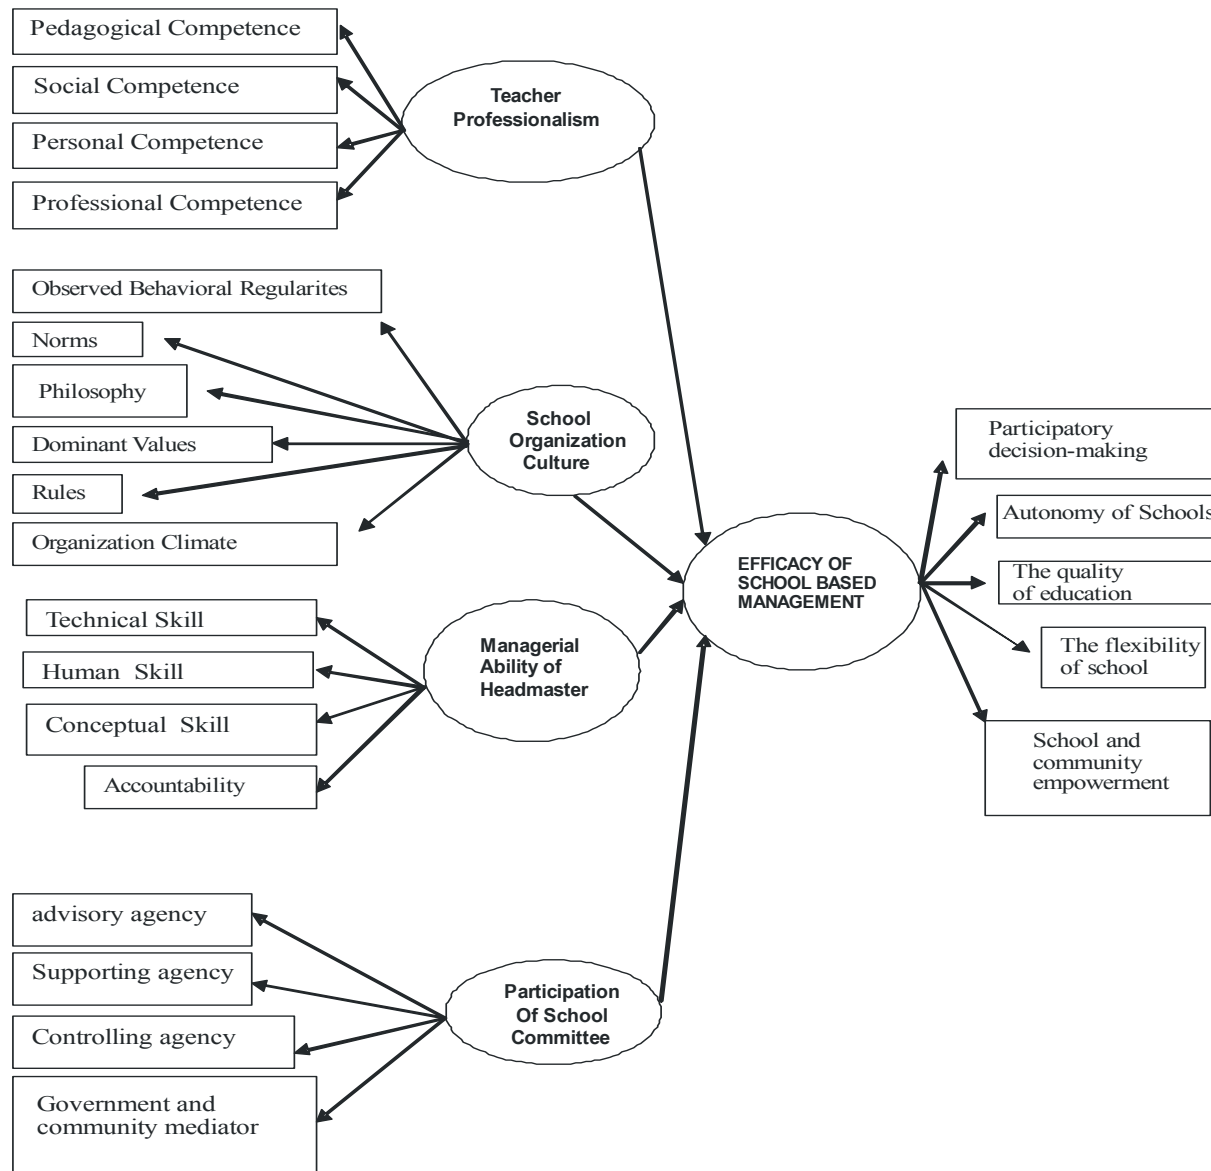 Pedagogical Competence
Social Competence
Personal Competence
Professional Competence
Teacher
Professionalism
Observed Behavioral Regularites
Norms
Philosophy
Dominant Values
Rules
Organization Climate
School
Organization
Culture
Technical Skill
Human Skill
Conceptual Skill
Accountability
Managerial
Ability of
Headmaster
advisory agency
Supporting agency
Controlling agency
Government and
community mediator
Participation
Of School
Committee
EFFICACY OF
SCHOOL BASED
MANAGEMENT
Participatory
decision-making
Autonomy of Schools
The quality
of education
The flexibility
of school
School and
community
empowerment